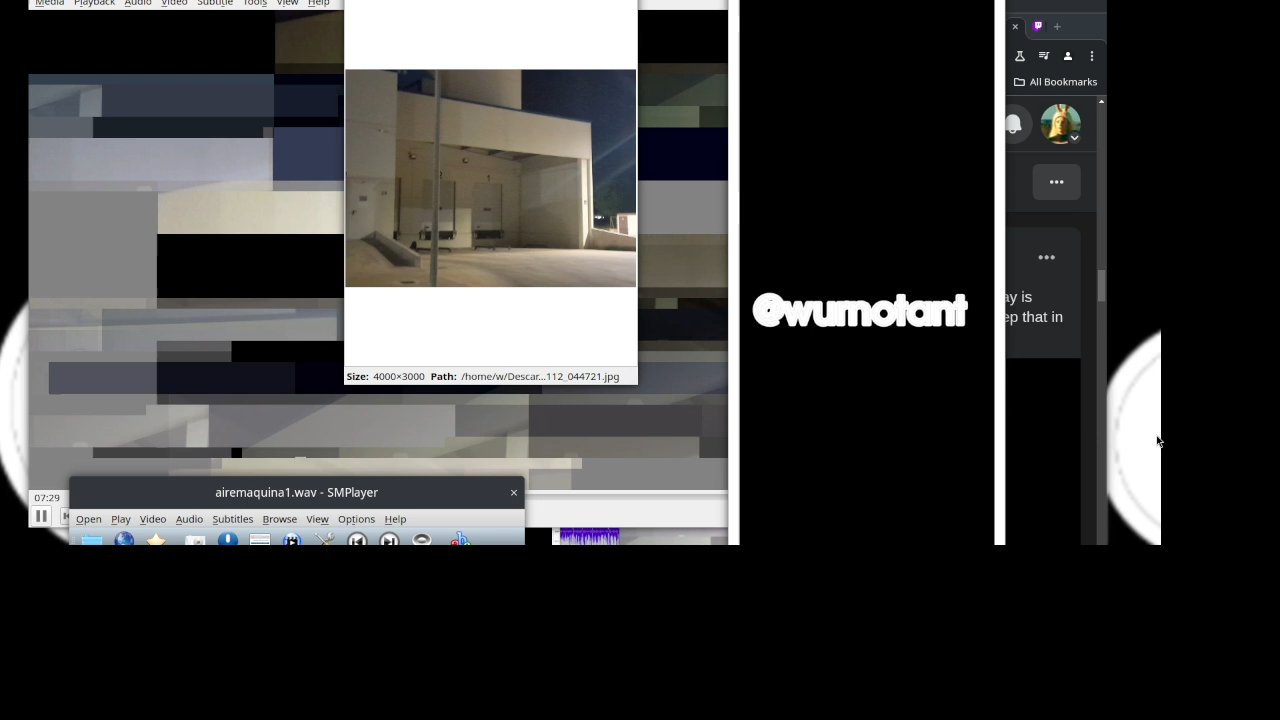 Media Playback Audio Video Subtitle Tools View Help
All Bookmarks
ay is
ep that in
@wurnotant
Size: 4000×3000 Path: /home/w/Descar...112_044721.jpg
07:29
airemaquina1.wav - SMPlayer
Open Play Video Audio Subtitles Browse View Options Help